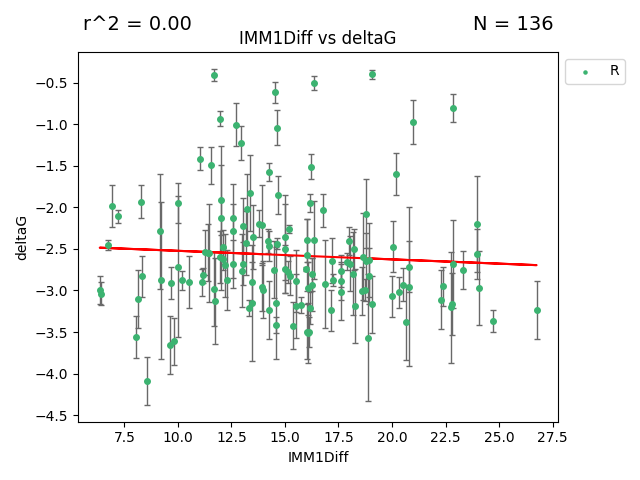 r^2 = 0.00
N = 136
IMM1Diff vs deltaG
R
−0.5
−1.0
−1.5
−2.0
−2.5
−3.0
−3.5
−4.0
−4.5
deltaG
7.5 10.0 12.5 15.0 17.5 20.0 22.5 25.0 27.5
IMM1Diff